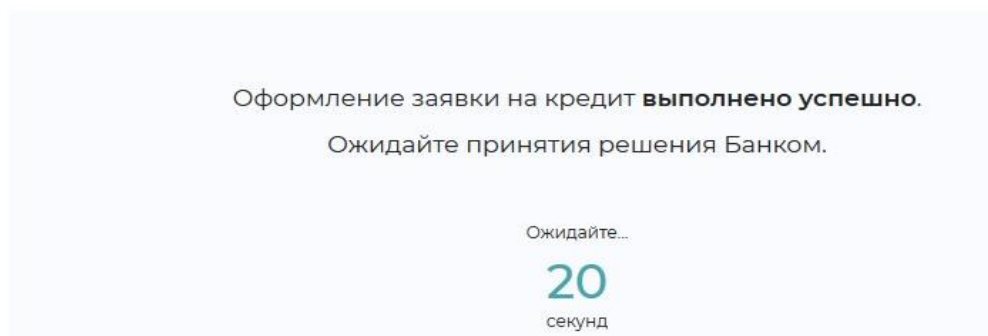 Оформление заявки на кредит выполнено успешно.
Ожидайте принятия решения Банком.
Ожидайте...
20
секунд